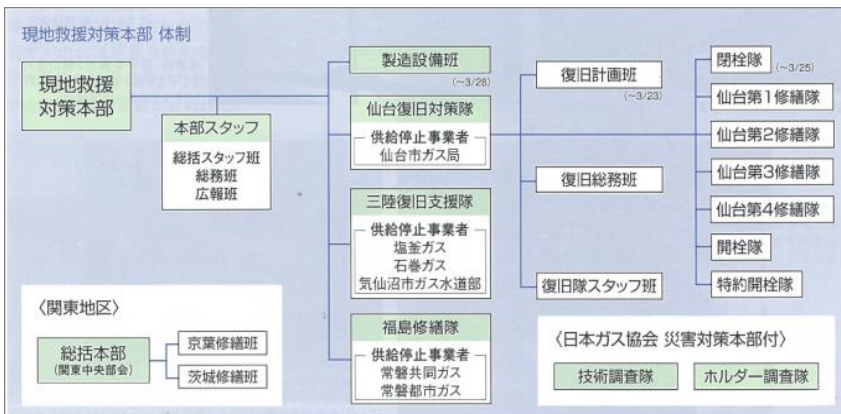 現地救援対策本部 体制
現地救援
対策本部
本部スタッフ
総括スタッフ班
総務班
広報班
製造設備班
(～3/28)
仙台復旧対策隊
供給停止事業者
仙台市ガス局
三陸復旧支援隊
供給停止事業者
塩釜ガス
石巻ガス
気仙沼市ガス水道部
福島修繕隊
供給停止事業者
常磐共同ガス
常磐都市ガス
復旧計画班
(～3/23)
復旧総務班
復旧隊スタッフ班
閉栓隊
(～3/25)
仙台第1修繕隊
仙台第2修繕隊
仙台第3修繕隊
仙台第4修繕隊
開栓隊
特約開栓隊
〈関東地区〉
総括本部
(関東中央部会)
京葉修繕班
茨城修繕班
〈日本ガス協会 災害対策本部付〉
技術調査隊
ホルダー調査隊